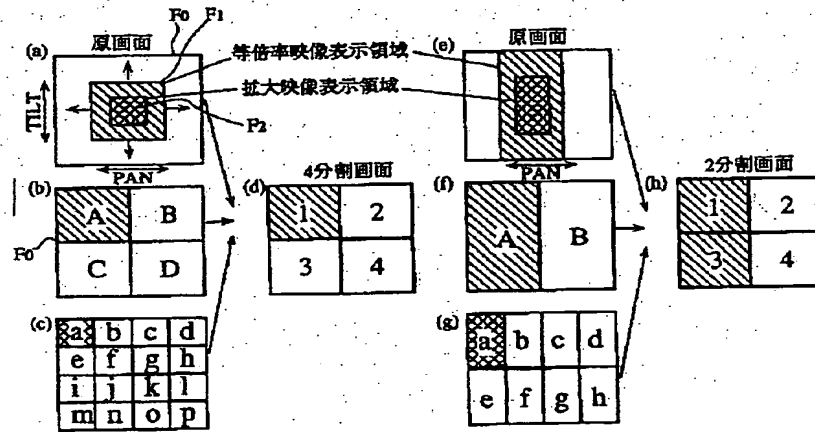 F0 F1
(a) 原画面
等倍率映像表示領域
拡大映像表示領域
F2
TILT
PAN
(b)
A B
C D
F0
(c)
a b c d
e f g h
i j k l
m n o p
(d) 4分割画面
1 2
3 4
(e) 原画面
PAN
(f)
A B
(g)
a b c d
e f g h
(h) 2分割画面
1 2
3 4